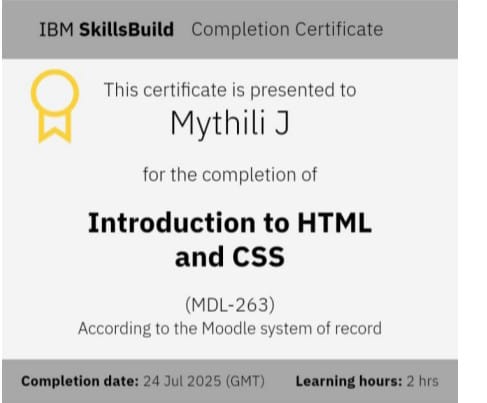 IBM SkillsBuild Completion Certificate
This certificate is presented to
Mythili J
for the completion of
Introduction to HTML
and CSS
(MDL-263)
According to the Moodle system of record
Completion date: 24 Jul 2025 (GMT) Learning hours: 2 hrs